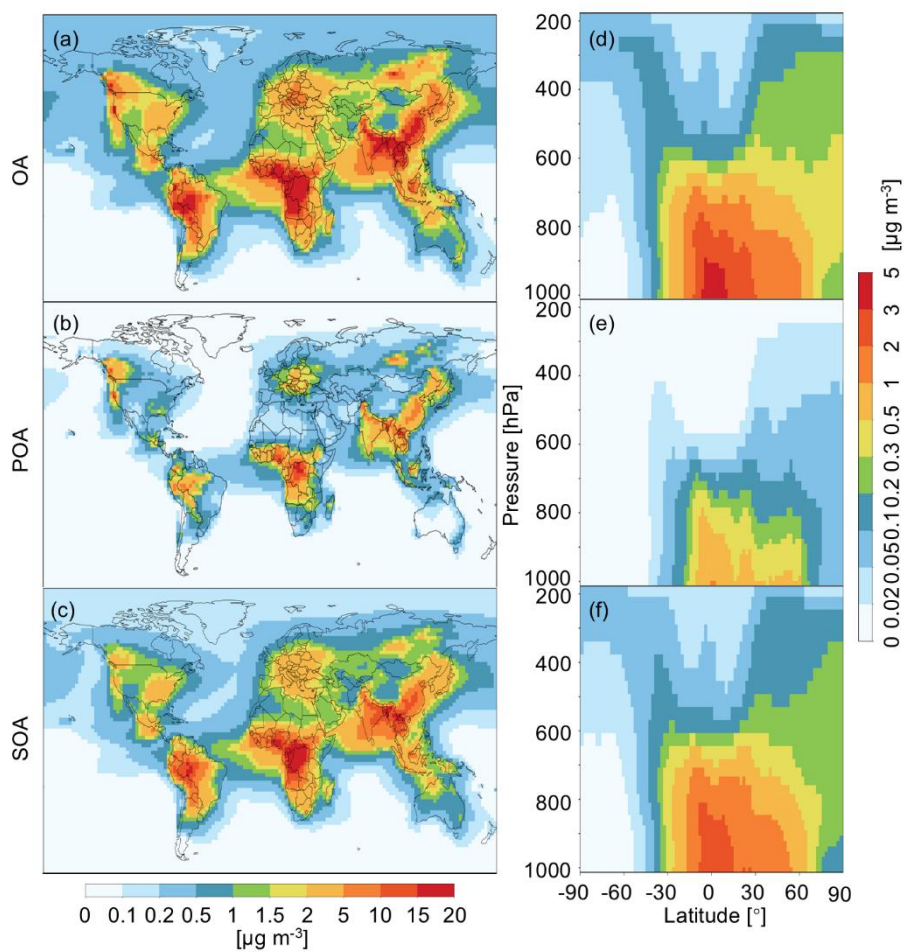 (a)
OA
(b)
POA
(c)
SOA
0 0.1 0.2 0.5 1 1.5 2 5 10 15 20
[µg m⁻³]
(d)
200
400
600
800
1000
(e)
200
400
600
800
1000
Pressure [hPa]
(f)
200
400
600
800
1000
-90 -60 -30 0 30 60 90
Latitude [°]
[µg m⁻³]
0 0.02 0.05 0.1 0.2 0.3 0.5 1 2 3 5